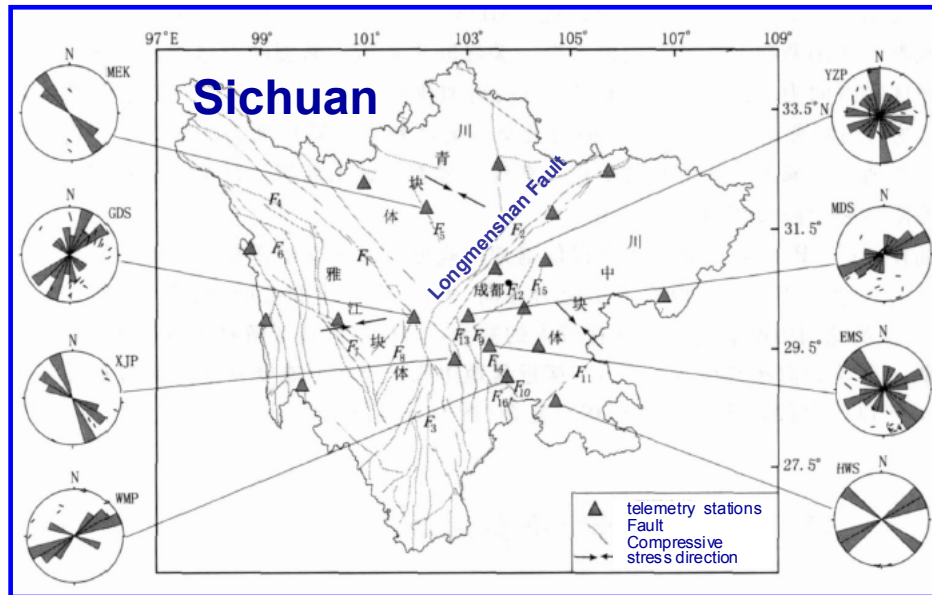 97°E
99°
101°
103°
105°
107°
109°
Sichuan
N
MEK
N
GDS
N
XJP
N
WMP
YZP
N
N
33.5°
MDS
N
31.5°
EMS
N
29.5°
HWS
N
27.5°
川
青
块
体
Longmenshan Fault
F4
F6
F1
F5
F2
川
中
块
体
雅
江
块
体
成都
F12
F15
F7
F8
F13
F9
F14
F11
F10
F16
F3
telemetry stations
Fault
Compressive
stress direction